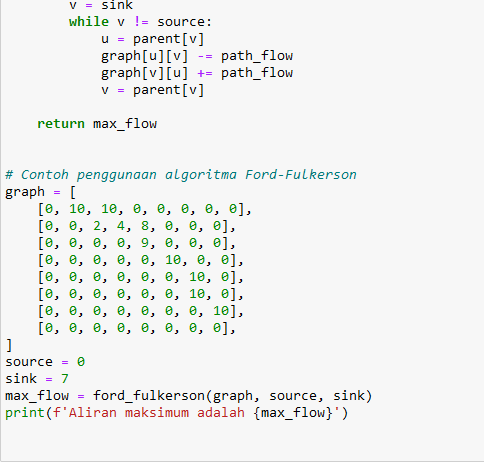 v = sink
while v != source:
u = parent[v]
graph[u][v] -= path_flow
graph[v][u] += path_flow
v = parent[v]
return max_flow
# Contoh penggunaan algoritma Ford-Fulkerson
graph = [
[0, 10, 10, 0, 0, 0, 0, 0],
[0, 0, 2, 4, 8, 0, 0, 0],
[0, 0, 0, 0, 9, 0, 0, 0],
[0, 0, 0, 0, 0, 10, 0, 0],
[0, 0, 0, 0, 0, 0, 10, 0],
[0, 0, 0, 0, 0, 0, 10, 0],
[0, 0, 0, 0, 0, 0, 0, 10],
[0, 0, 0, 0, 0, 0, 0, 0],
]
source = 0
sink = 7
max_flow = ford_fulkerson(graph, source, sink)
print(f'Aliran maksimum adalah {max_flow}')